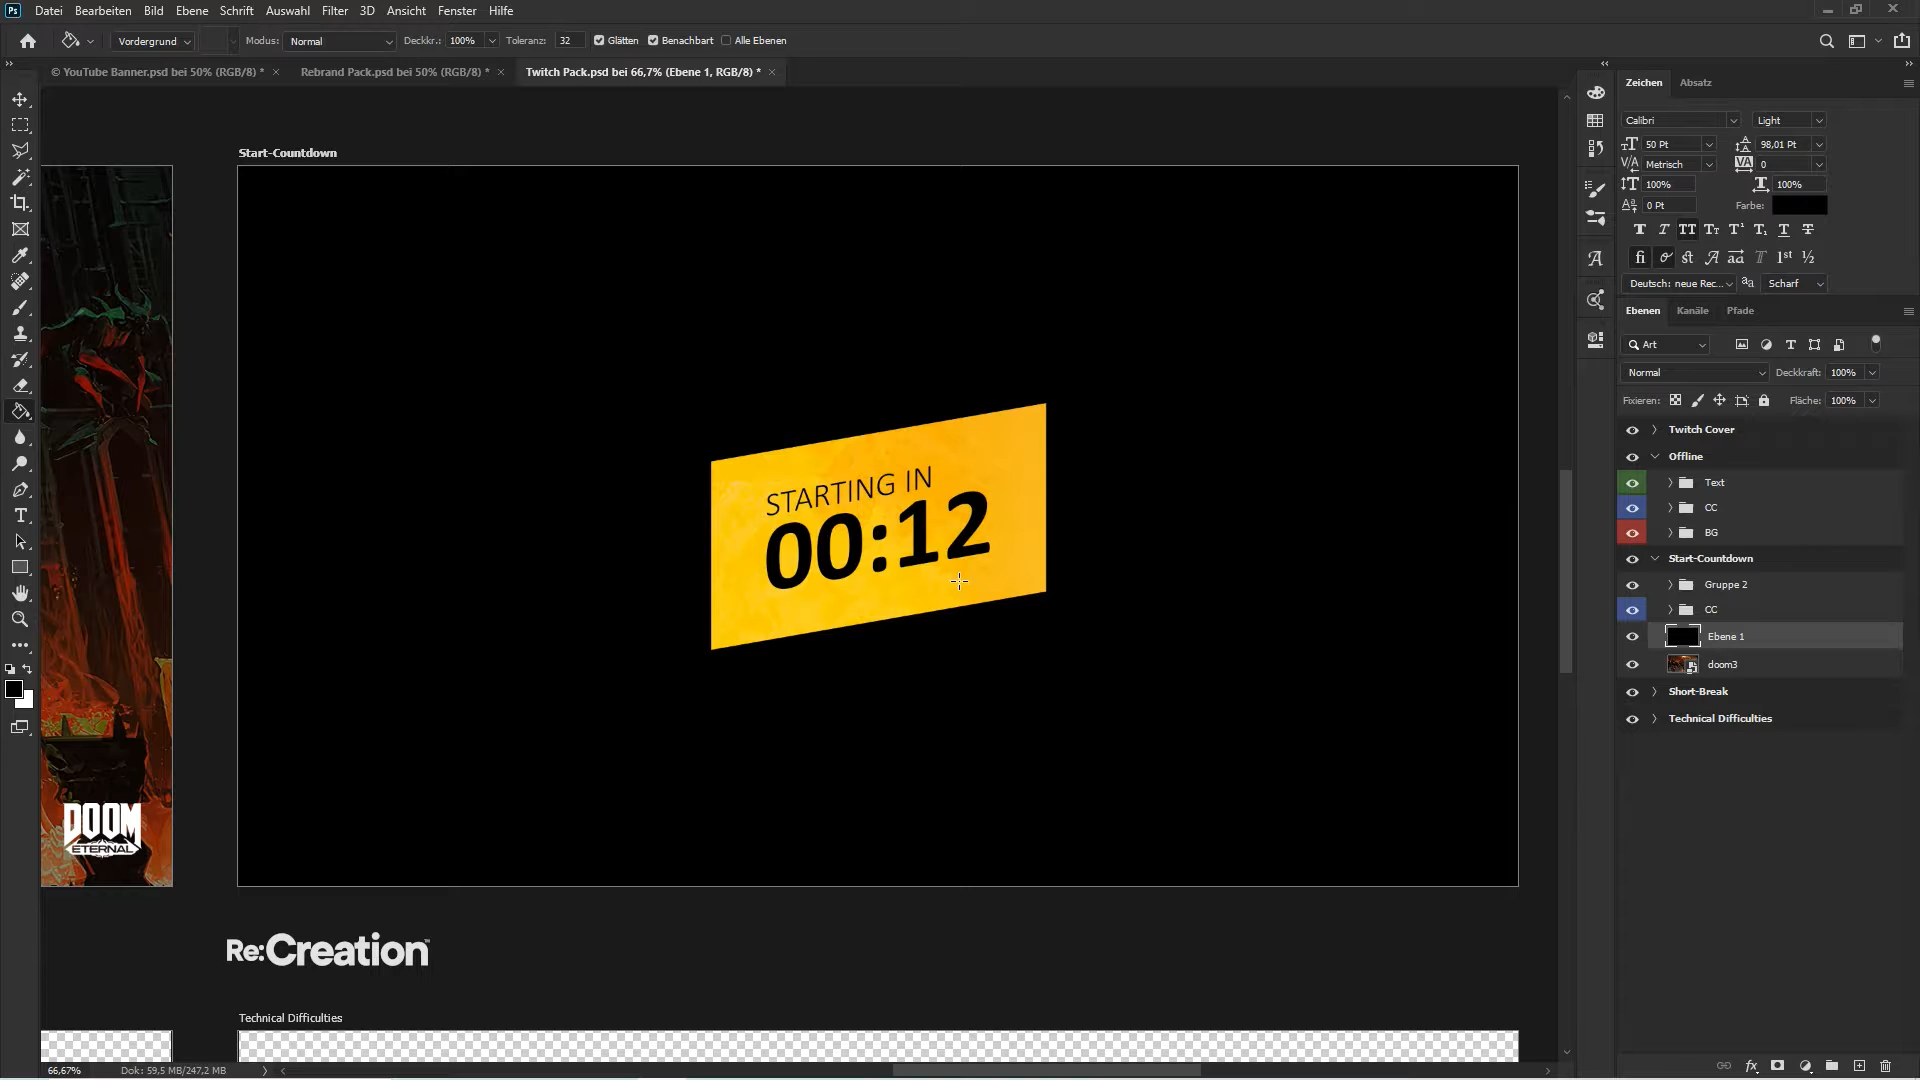 Ps Datei Bearbeiten Bild Ebene Schrift Auswahl Filter 3D Ansicht Fenster Hilfe
Vordergrund Modus: Normal Deckkr.: 100% Toleranz: 32 Glätten Benachbart Alle Ebenen
© YouTube Banner.psd bei 50% (RGB/8) * Rebrand Pack.psd bei 50% (RGB/8) * Twitch Pack.psd bei 66,7% (Ebene 1, RGB/8) *
Start-Countdown
STARTING IN
00:12
DOOM
ETERNAL
Re:Creation
Technical Difficulties
66,67% Dok: 59,5 MB/247,2 MB
Zeichen Absatz
Calibri Light
50 Pt 98,01 Pt
Metrisch 0
100% 100%
0 Pt Farbe:
Deutsch: neue Rec... Scharf
Ebenen Kanäle Pfade
Art
Normal Deckkraft: 100%
Fixieren: Fläche: 100%
Twitch Cover
Offline
Text
CC
BG
Start-Countdown
Gruppe 2
CC
Ebene 1
doom3
Short-Break
Technical Difficulties